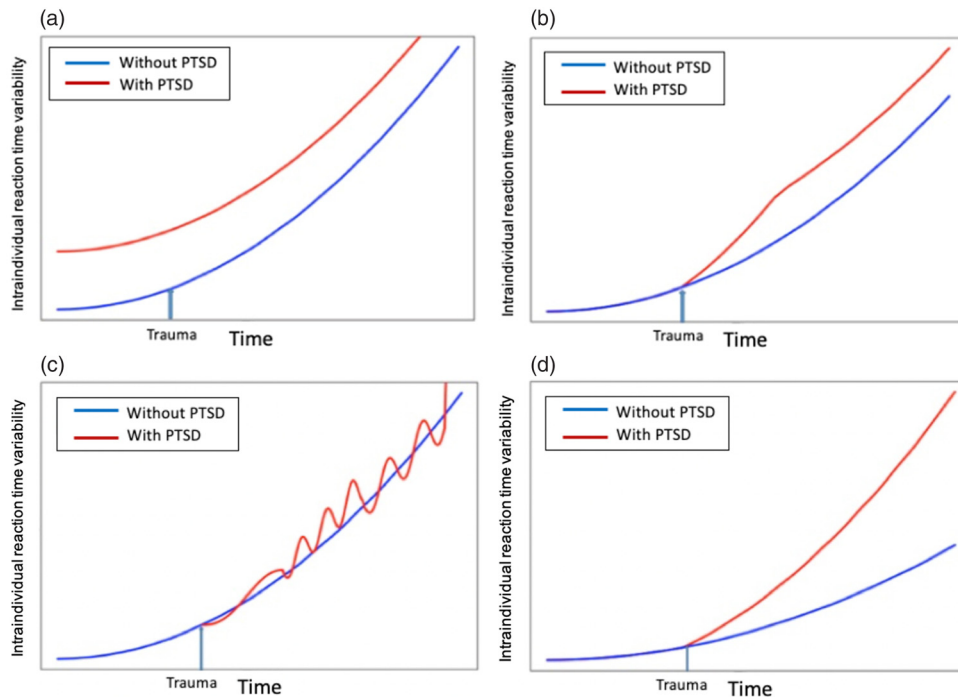 (a)
Intraindividual reaction time variability
Without PTSD
With PTSD
Trauma
Time
(b)
Intraindividual reaction time variability
Without PTSD
With PTSD
Trauma
Time
(c)
Intraindividual reaction time variability
Without PTSD
With PTSD
Trauma
Time
(d)
Intraindividual reaction time variability
Without PTSD
With PTSD
Trauma
Time